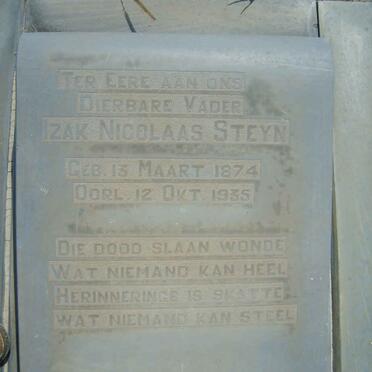 Ter Eere aan ons
Dierbare Vader
Izak Nicolaas Steyn
Geb. 13 Maart 1874
Oorl. 12 Okt. 1935
Die dood slaan wonde
Wat niemand kan heel
Herinneringe is skatte
wat niemand kan steel